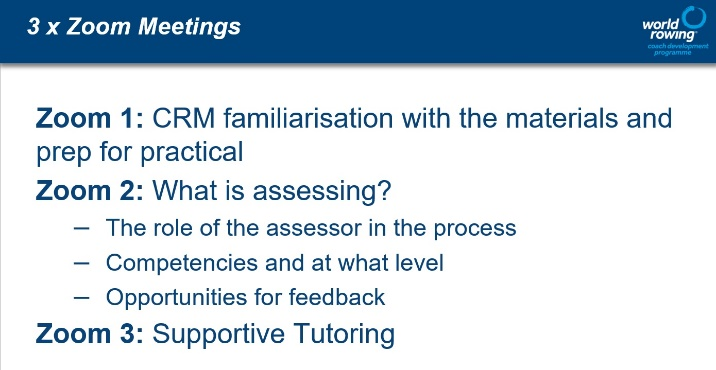 3 x Zoom Meetings
world
rowing
coach development
programme
Zoom 1: CRM familiarisation with the materials and
prep for practical
Zoom 2: What is assessing?
– The role of the assessor in the process
– Competencies and at what level
– Opportunities for feedback
Zoom 3: Supportive Tutoring